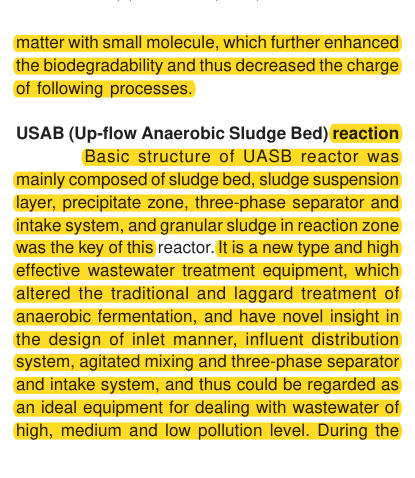 matter with small molecule, which further enhanced
the biodegradability and thus decreased the charge
of following processes.
USAB (Up-flow Anaerobic Sludge Bed) reaction
Basic structure of UASB reactor was
mainly composed of sludge bed, sludge suspension
layer, precipitate zone, three-phase separator and
intake system, and granular sludge in reaction zone
was the key of this reactor. It is a new type and high
effective wastewater treatment equipment, which
altered the traditional and laggard treatment of
anaerobic fermentation, and have novel insight in
the design of inlet manner, influent distribution
system, agitated mixing and three-phase separator
and intake system, and thus could be regarded as
an ideal equipment for dealing with wastewater of
high, medium and low pollution level. During the